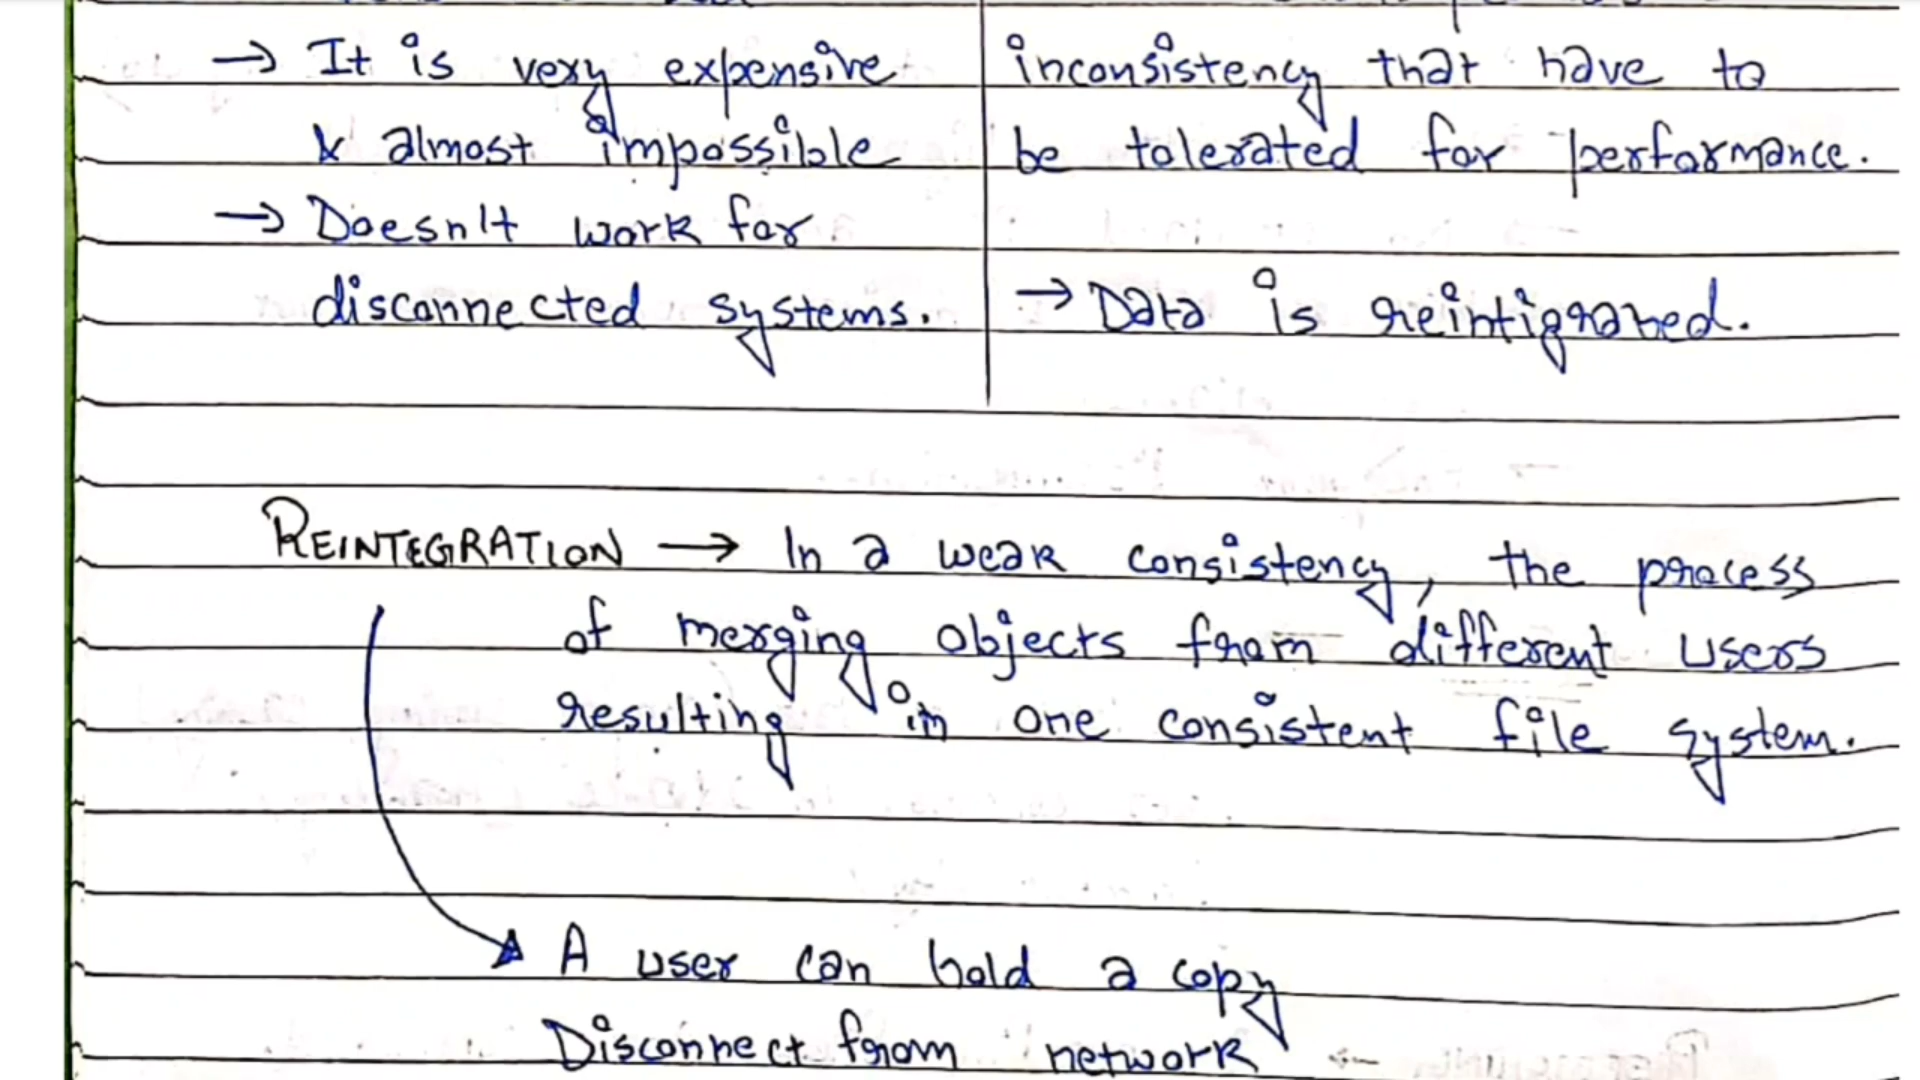 → It is very expensive
& almost impossible
→ Doesn't work for
disconnected systems.
inconsistency that have to
be tolerated for performance.
→ Data is reintigrated.
REINTEGRATION → In a weak consistency, the process
of merging objects from different users
resulting in one consistent file system.
A user can hold a copy
Disconnect from network